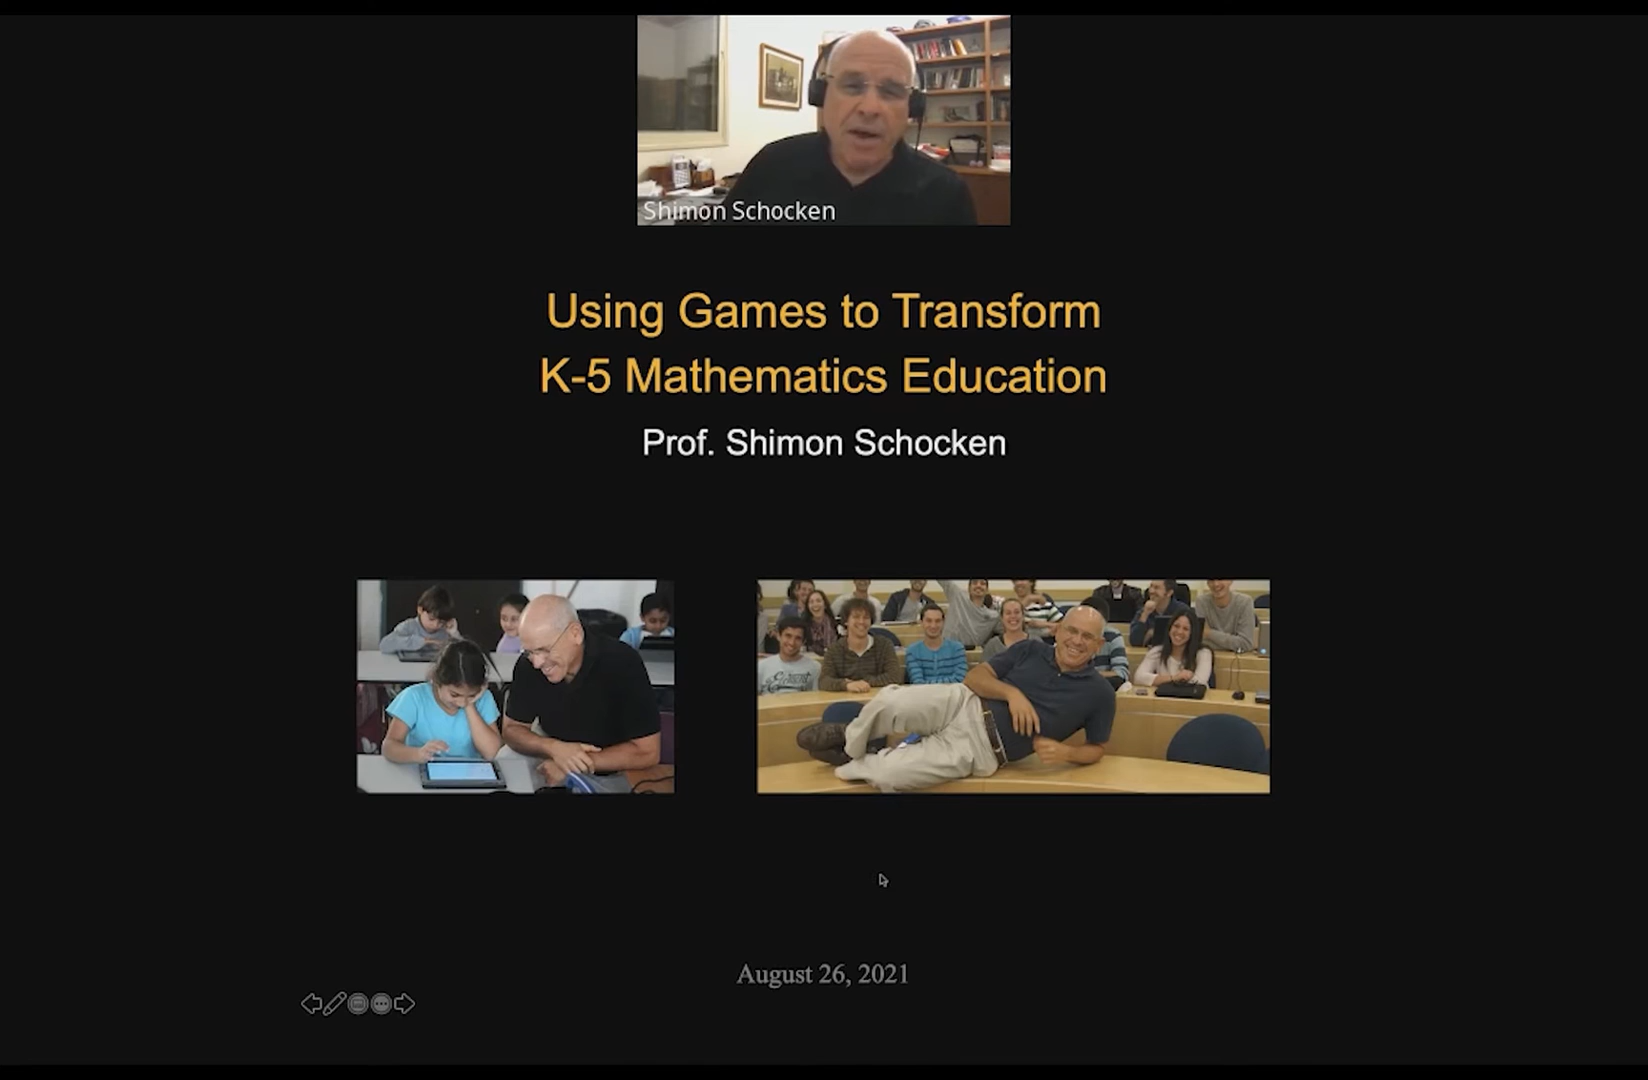 Shimon Schocken
Using Games to Transform
K-5 Mathematics Education
Prof. Shimon Schocken
August 26, 2021